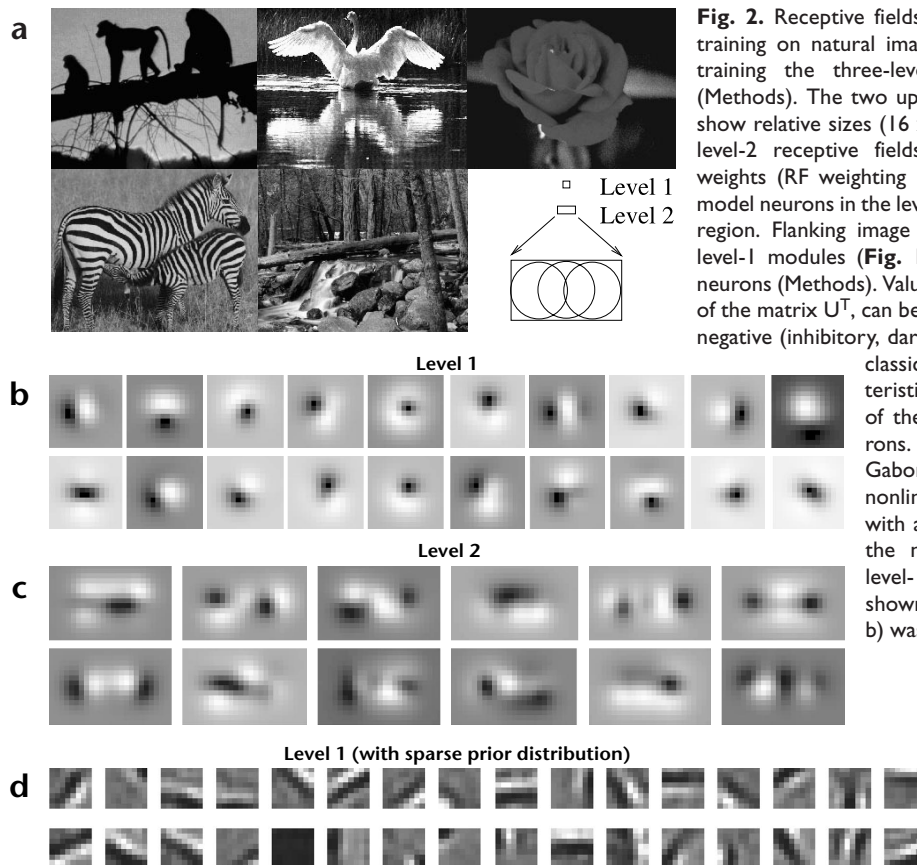 a
Level 1
Level 2
Fig. 2. Receptive fields
training on natural ima
training the three-leve
(Methods). The two up
show relative sizes (16
level-2 receptive fields
weights (RF weighting
model neurons in the lev
region. Flanking image
level-1 modules (Fig.
neurons (Methods). Valu
of the matrix Uᵀ, can be
negative (inhibitory, dar
classic
teristic
of the
rons.
Gabor
nonlin
with a
the n
level-
shown
b) was
Level 1
b
Level 2
c
Level 1 (with sparse prior distribution)
d